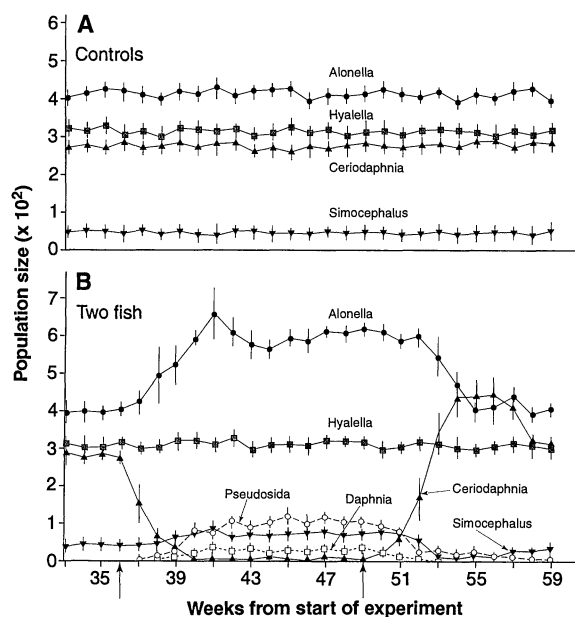 A
Controls
6
5
4
3
2
1
0
Alonella
Hyalella
Ceriodaphnia
Simocephalus
Population size (x 10²)
B
Two fish
7
6
5
4
3
2
1
0
Alonella
Hyalella
Pseudosida
Daphnia
Ceriodaphnia
Simocephalus
35 39 43 47 51 55 59
Weeks from start of experiment